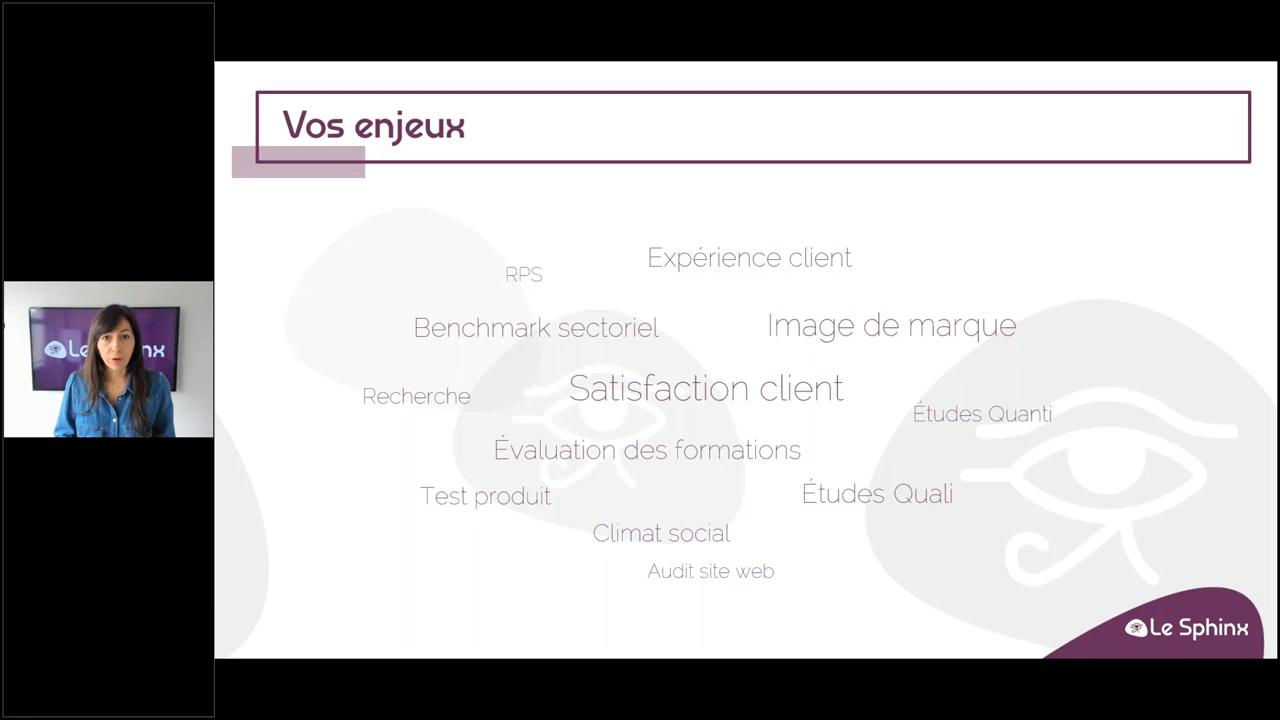 Vos enjeux
Expérience client
RPS
Benchmark sectoriel
Image de marque
Satisfaction client
Recherche
Études Quanti
Évaluation des formations
Test produit
Études Quali
Climat social
Audit site web
Le Sphinx